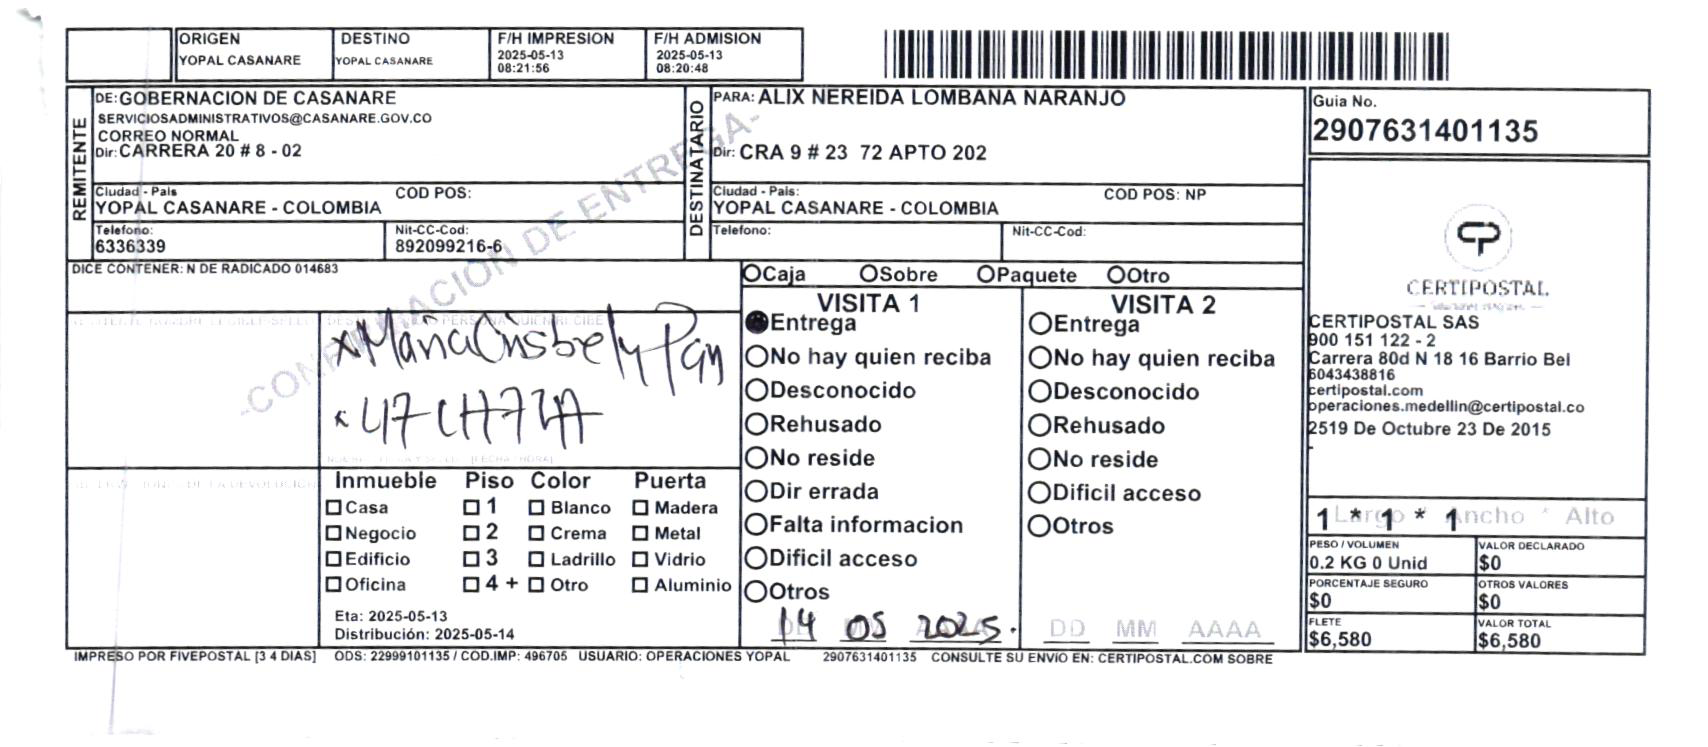 ORIGEN
YOPAL CASANARE
DESTINO
YOPAL CASANARE
F/H IMPRESION
2025-05-13
08:21:56
F/H ADMISION
2025-05-13
08:20:48
REMITENTE
DE: GOBERNACION DE CASANARE
SERVICIOSADMINISTRATIVOS@CASANARE.GOV.CO
CORREO NORMAL
Dir: CARRERA 20 # 8 - 02
Ciudad - Pais
COD POS:
YOPAL CASANARE - COLOMBIA
Telefono:
6336339
Nit-CC-Cod:
892099216-6
DESTINATARIO
PARA: ALIX NEREIDA LOMBANA NARANJO
Dir: CRA 9 # 23 72 APTO 202
Ciudad - Pais:
COD POS: NP
YOPAL CASANARE - COLOMBIA
Telefono:
Nit-CC-Cod:
Guia No.
2907631401135
CERTIPOSTAL
CERTIPOSTAL SAS
900 151 122 - 2
Carrera 80d N 18 16 Barrio Bel
6043438816
certipostal.com
operaciones.medellin@certipostal.co
2519 De Octubre 23 De 2015
-
1 * 1 * 1
Largo * Ancho * Alto
PESO / VOLUMEN
0.2 KG 0 Unid
VALOR DECLARADO
$0
PORCENTAJE SEGURO
$0
OTROS VALORES
$0
FLETE
$6,580
VALOR TOTAL
$6,580
DICE CONTENER: N DE RADICADO 014683
-CONFIRMACION DE ENTREGA-
Caja Sobre Paquete Otro
VISITA 1
Entrega
No hay quien reciba
Desconocido
Rehusado
No reside
Dir errada
Falta informacion
Dificil acceso
Otros
14 05 2025.
VISITA 2
Entrega
No hay quien reciba
Desconocido
Rehusado
No reside
Dificil acceso
Otros
DD MM AAAA
Inmueble Piso Color Puerta
Casa 1 Blanco Madera
Negocio 2 Crema Metal
Edificio 3 Ladrillo Vidrio
Oficina 4 + Otro Aluminio
Eta: 2025-05-13
Distribución: 2025-05-14
IMPRESO POR FIVEPOSTAL [3 4 DIAS] ODS: 22999101135 / COD.IMP: 496705 USUARIO: OPERACIONES YOPAL 2907631401135 CONSULTE SU ENVIO EN: CERTIPOSTAL.COM SOBRE